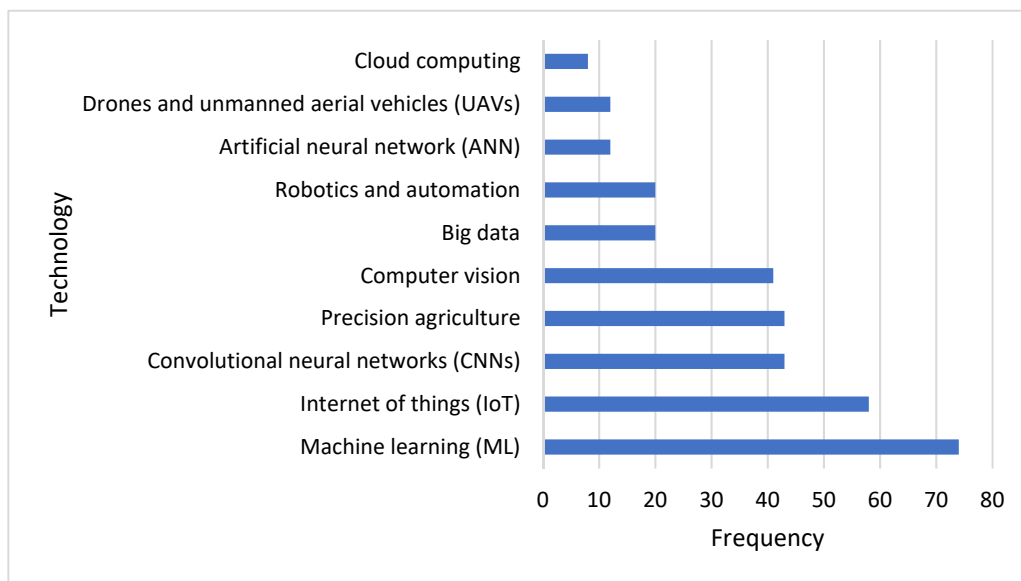 Cloud computing
Drones and unmanned aerial vehicles (UAVs)
Artificial neural network (ANN)
Robotics and automation
Big data
Computer vision
Precision agriculture
Convolutional neural networks (CNNs)
Internet of things (IoT)
Machine learning (ML)
Technology
0 10 20 30 40 50 60 70 80
Frequency